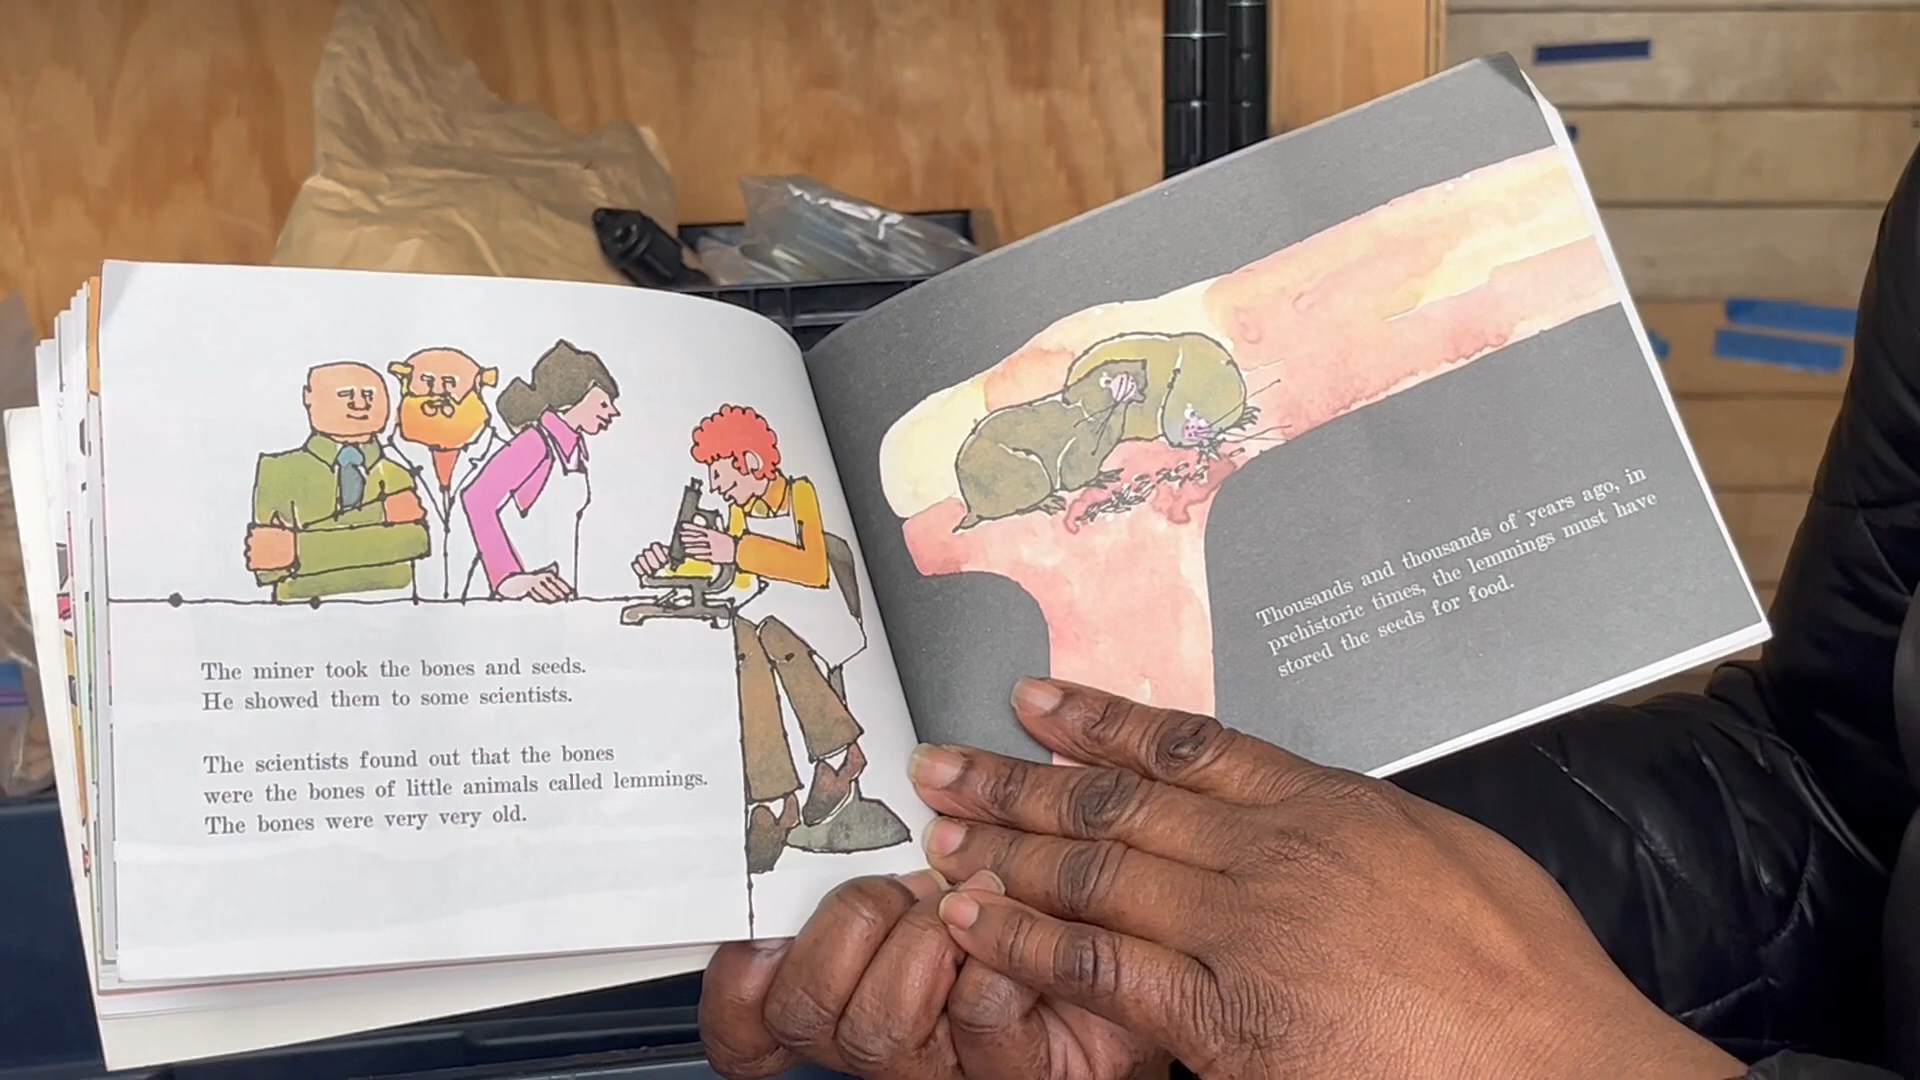 The miner took the bones and seeds.
He showed them to some scientists.
The scientists found out that the bones
were the bones of little animals called lemmings.
The bones were very very old.
Thousands and thousands of years ago, in
prehistoric times, the lemmings must have
stored the seeds for food.